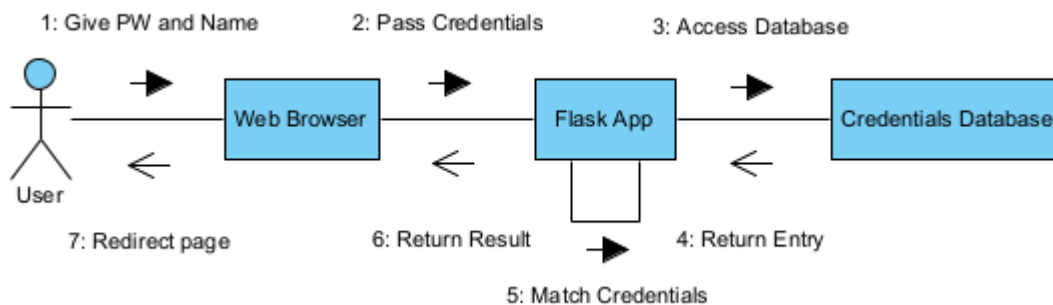 1: Give PW and Name
2: Pass Credentials
3: Access Database
Web Browser
Flask App
Credentials Database
User
7: Redirect page
6: Return Result
4: Return Entry
5: Match Credentials